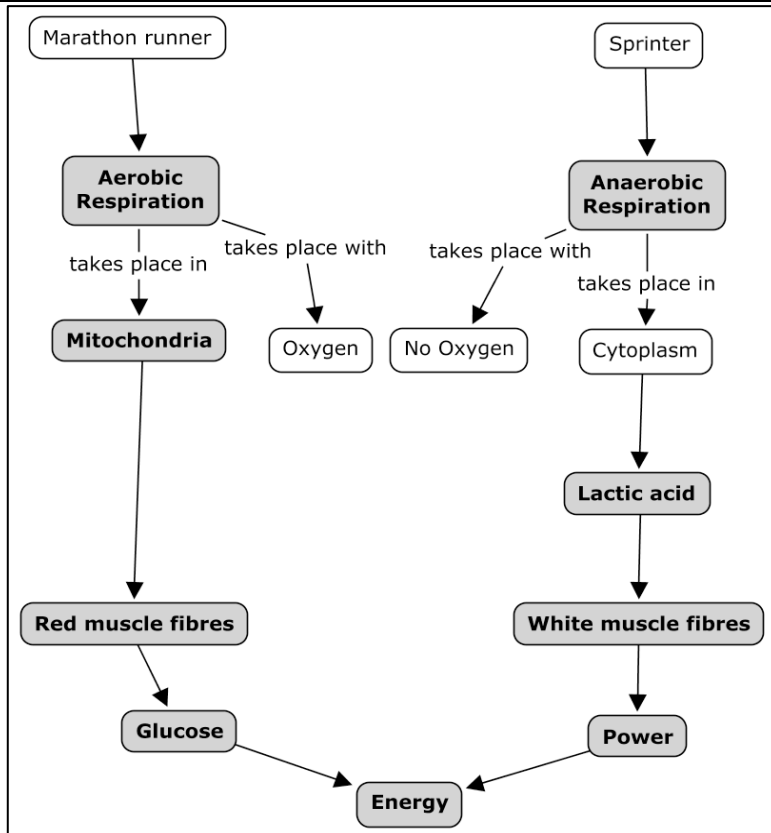 Marathon runner
Sprinter
Aerobic
Respiration
Anaerobic
Respiration
takes place with
takes place with
takes place in
takes place in
Mitochondria
Oxygen
No Oxygen
Cytoplasm
Lactic acid
Red muscle fibres
White muscle fibres
Glucose
Power
Energy